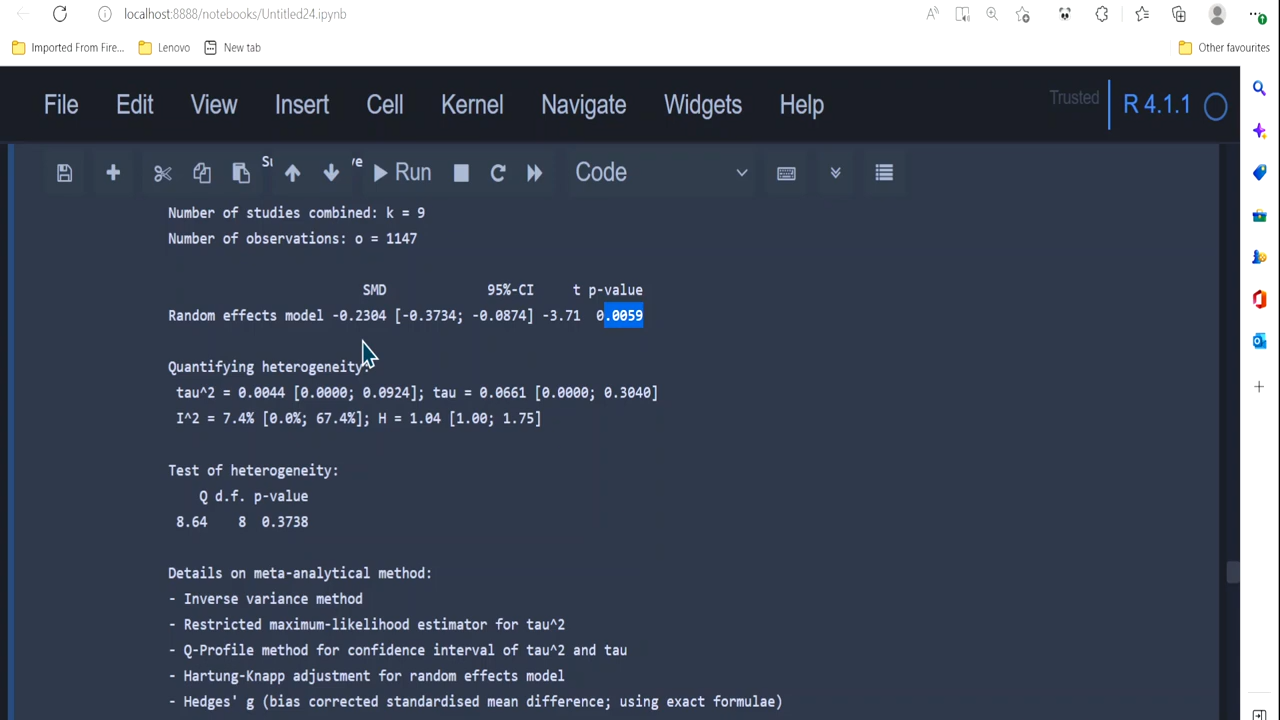 localhost:8888/notebooks/Untitled24.ipynb
Imported From Fire... Lenovo New tab Other favourites
File Edit View Insert Cell Kernel Navigate Widgets Help Trusted R 4.1.1
Run Code
Number of studies combined: k = 9
Number of observations: o = 1147
SMD 95%-CI t p-value
Random effects model -0.2304 [-0.3734; -0.0874] -3.71 0.0059
Quantifying heterogeneity:
tau^2 = 0.0044 [0.0000; 0.0924]; tau = 0.0661 [0.0000; 0.3040]
I^2 = 7.4% [0.0%; 67.4%]; H = 1.04 [1.00; 1.75]
Test of heterogeneity:
Q d.f. p-value
8.64 8 0.3738
Details on meta-analytical method:
- Inverse variance method
- Restricted maximum-likelihood estimator for tau^2
- Q-Profile method for confidence interval of tau^2 and tau
- Hartung-Knapp adjustment for random effects model
- Hedges' g (bias corrected standardised mean difference; using exact formulae)